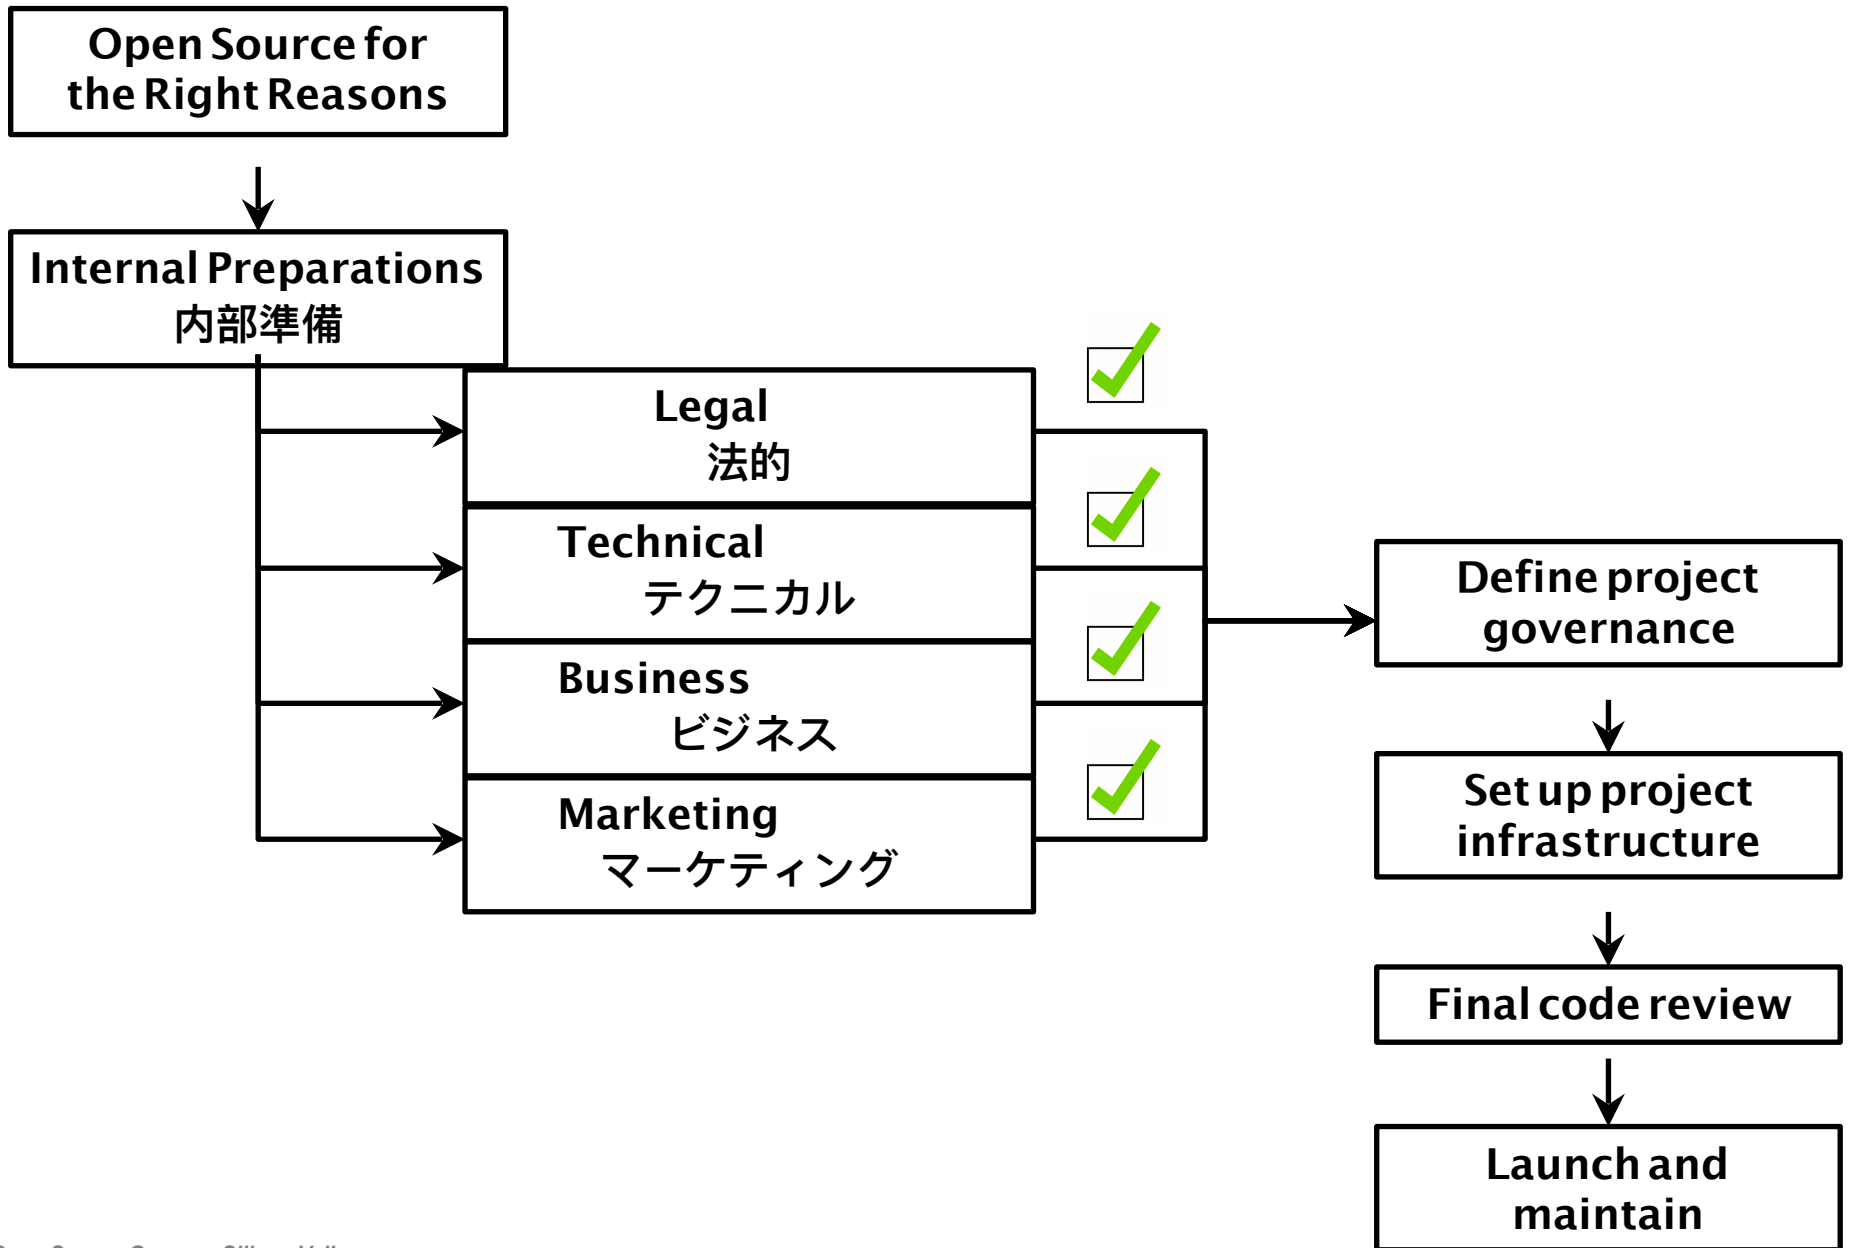 Open Source for
the Right Reasons
Internal Preparations
内部準備
Legal
法的
Technical
テクニカル
Business
ビジネス
Marketing
マーケティング
Define project
governance
Set up project
infrastructure
Final code review
Launch and
maintain